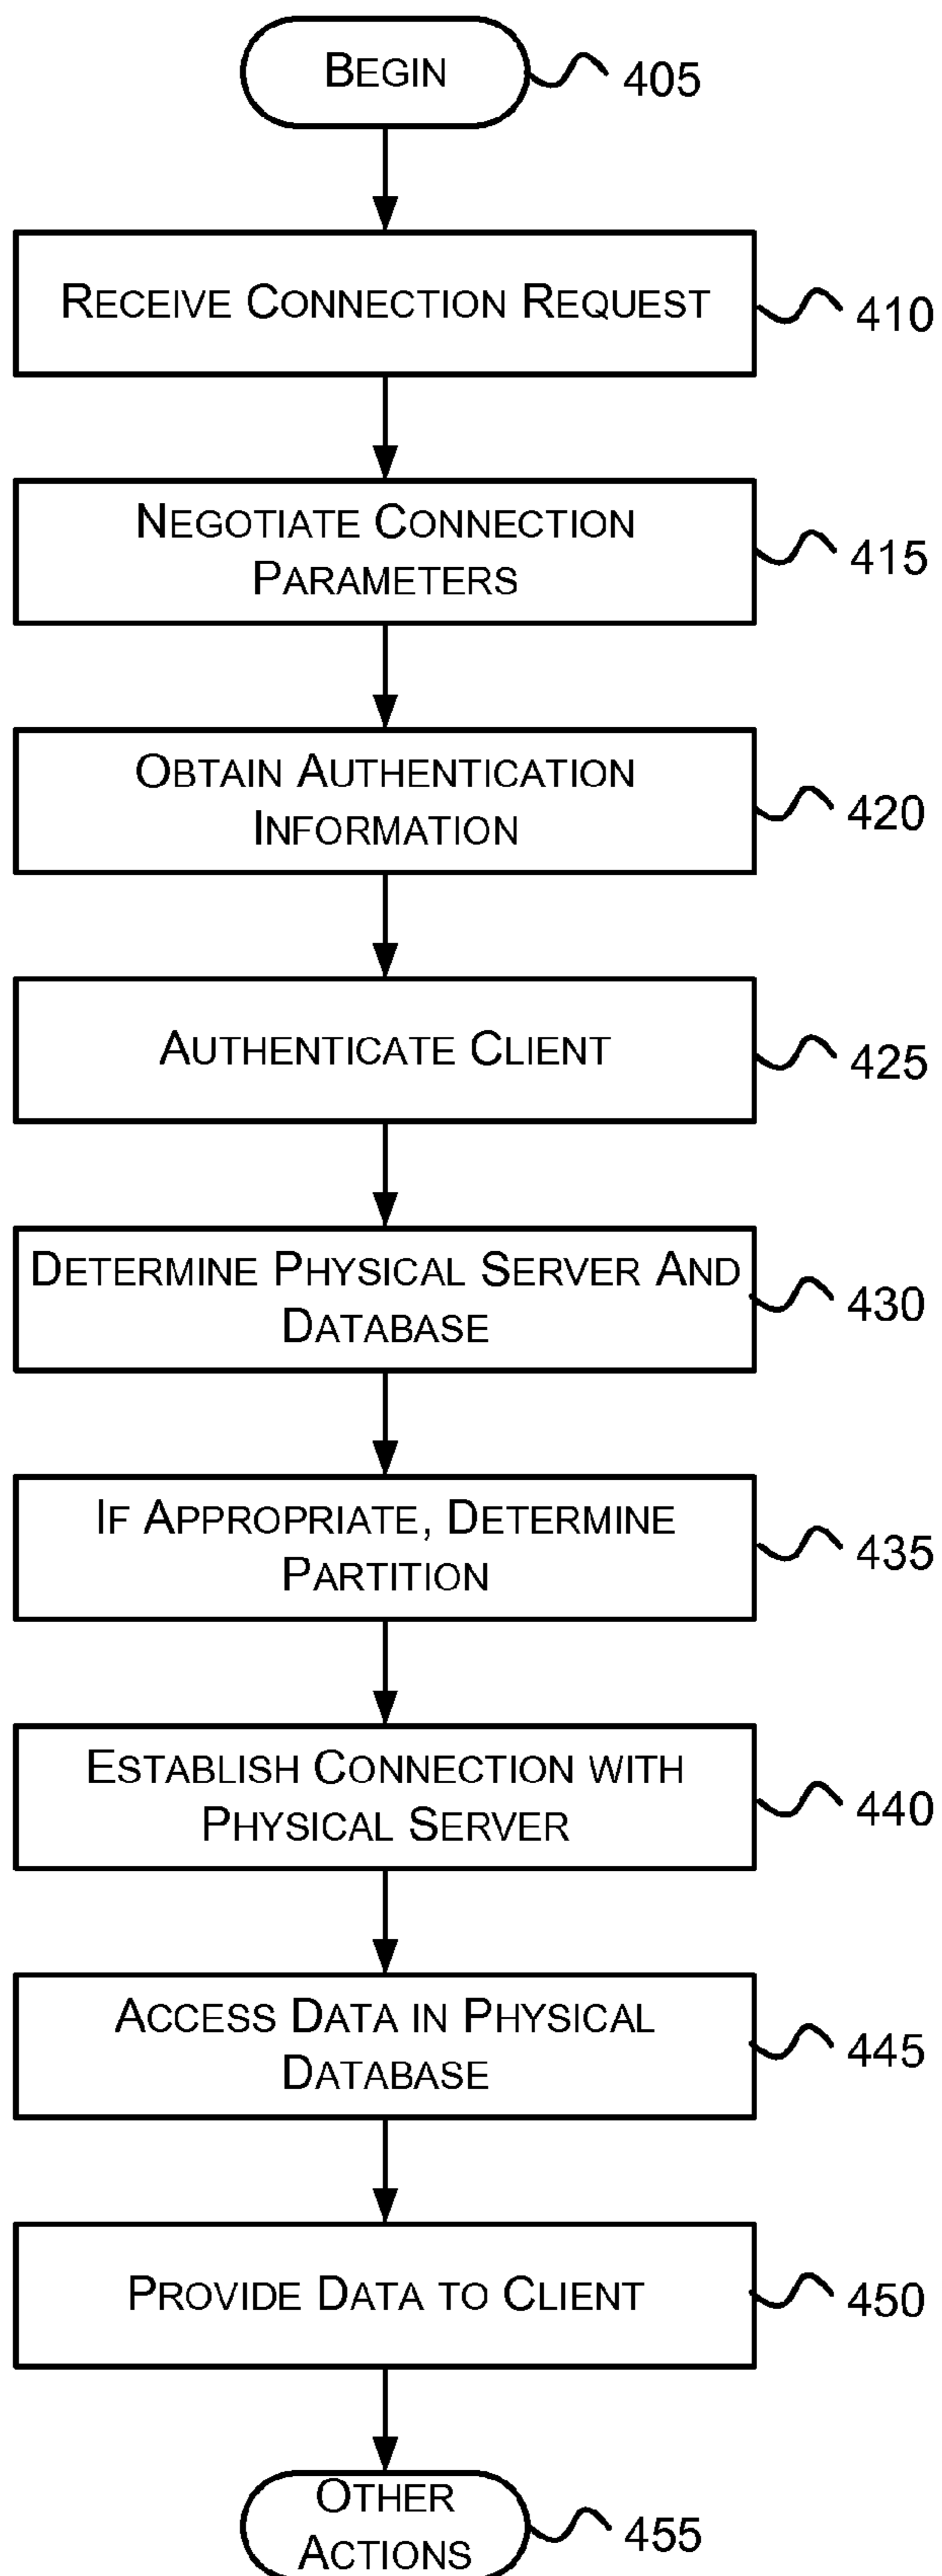 BEGIN
405
RECEIVE CONNECTION REQUEST
410
NEGOTIATE CONNECTION
PARAMETERS
415
OBTAIN AUTHENTICATION
INFORMATION
420
AUTHENTICATE CLIENT
425
DETERMINE PHYSICAL SERVER AND
DATABASE
430
IF APPROPRIATE, DETERMINE
PARTITION
435
ESTABLISH CONNECTION WITH
PHYSICAL SERVER
440
ACCESS DATA IN PHYSICAL
DATABASE
445
PROVIDE DATA TO CLIENT
450
OTHER
ACTIONS
455